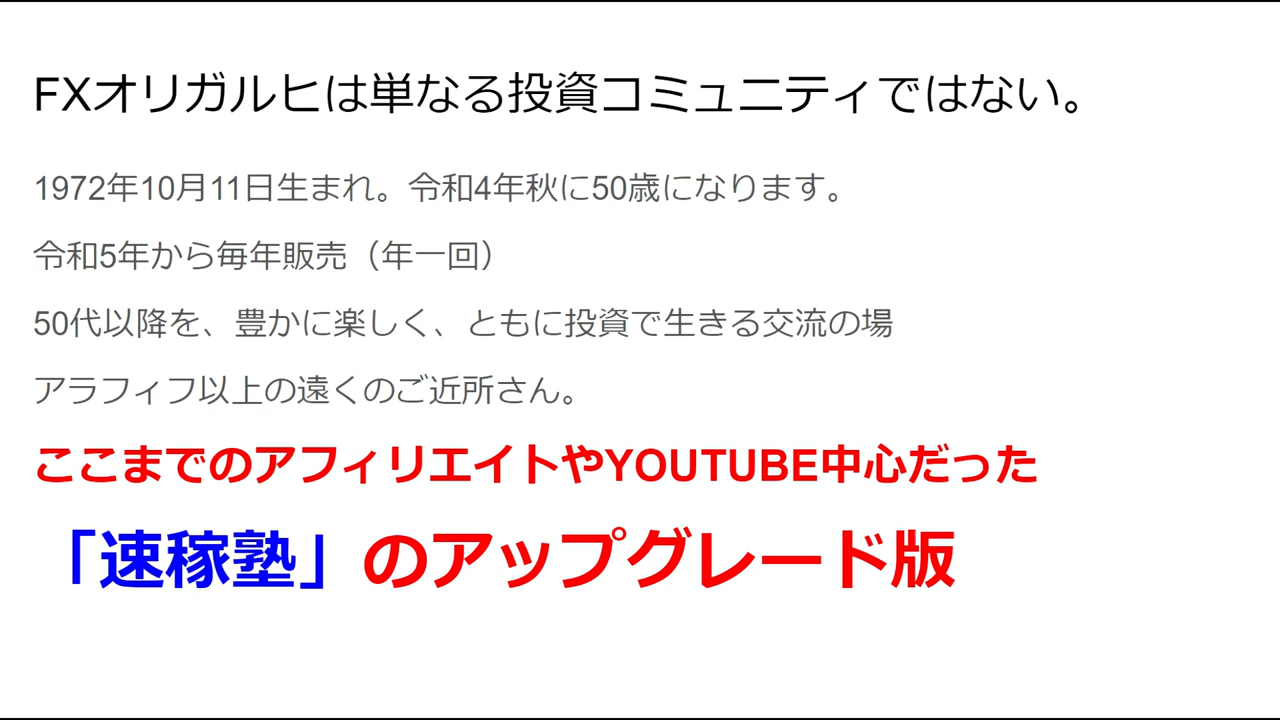 FXオリガルヒは単なる投資コミュニティではない。
1972年10月11日生まれ。令和4年秋に50歳になります。
令和5年から毎年販売（年一回）
50代以降を、豊かに楽しく、ともに投資で生きる交流の場
アラフィフ以上の遠くのご近所さん。
ここまでのアフィリエイトやYOUTUBE中心だった
「速稼塾」のアップグレード版